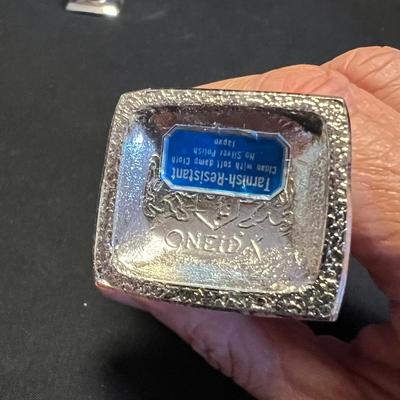 Tarnish-Resistant
Clean with soft damp Cloth
No Silver Polish
Japan
ONEIDA